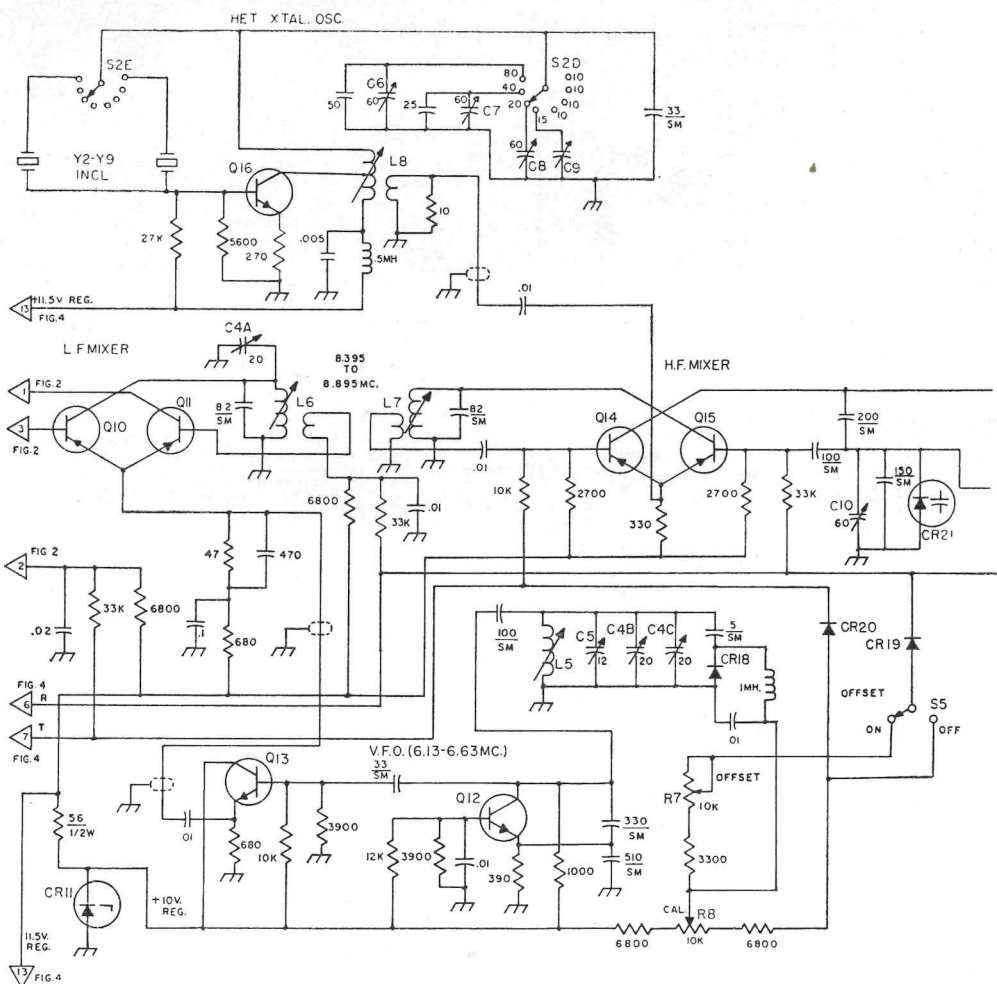 HET XTAL. OSC.
S2E
S2D
80
40
20
15
10
10
10
10
C6
60
50
25
60
C7
60
C8
C9
33
SM
Y2-Y9
INCL
Q16
L8
10
27K
5600
270
.005
.5MH
+11.5V REG.
13
FIG.4
.01
C4A
20
L F MIXER
8.395
TO
8.895MC.
H.F. MIXER
1
FIG.2
3
FIG.2
Q10
Q11
82
SM
L6
L7
82
SM
Q14
Q15
200
SM
100
SM
150
SM
C10
60
CR21
.01
10K
2700
330
2700
33K
6800
33K
.01
47
470
2
FIG 2
.02
33K
6800
.1
680
100
SM
L5
C5
12
C4B
20
C4C
20
5
SM
CR18
1MH.
.01
CR20
CR19
OFFSET
ON
S5
OFF
FIG.4
6
R
7
T
FIG.4
V.F.O. (6.13-6.63MC.)
Q13
33
SM
Q12
OFFSET
R7
10K
3300
.01
680
10K
3900
12K
3900
.01
390
1000
330
SM
510
SM
56
1/2W
CR11
+10V.
REG.
CAL.
R8
10K
6800
6800
11.5V.
REG.
13
FIG.4